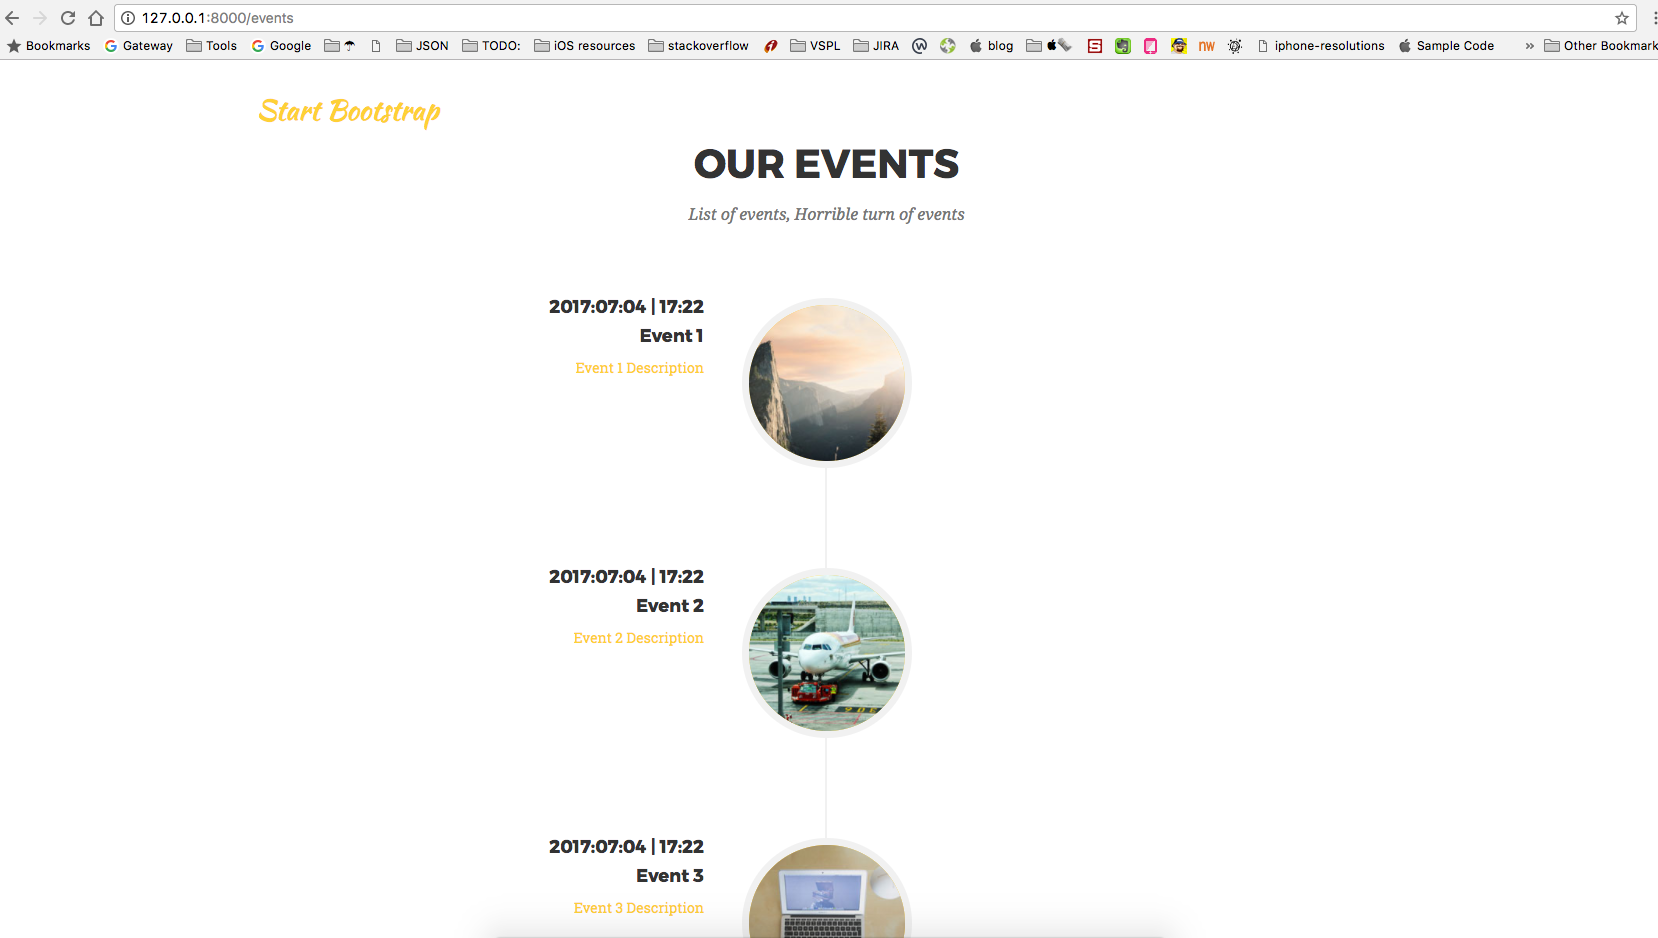 127.0.0.1:8000/events
Bookmarks Gateway Tools Google JSON TODO: iOS resources stackoverflow VSPL JIRA blog S nw iphone-resolutions Sample Code » Other Bookmark
Start Bootstrap
OUR EVENTS
List of events, Horrible turn of events
2017:07:04 | 17:22
Event 1
Event 1 Description
2017:07:04 | 17:22
Event 2
Event 2 Description
2017:07:04 | 17:22
Event 3
Event 3 Description